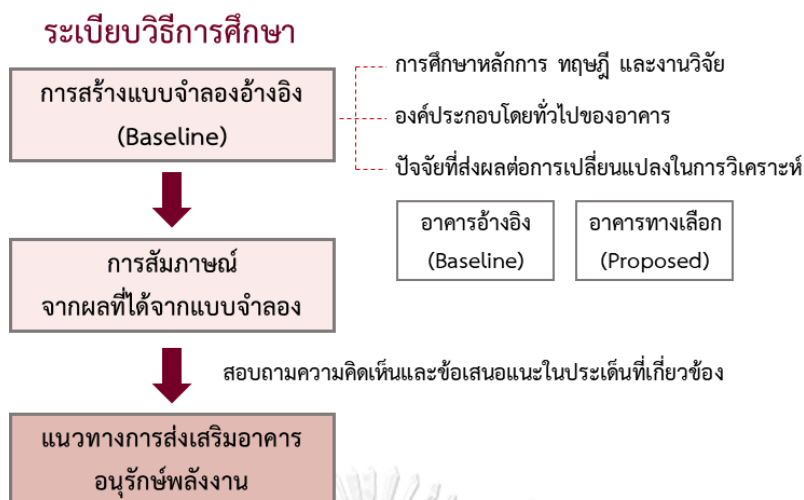 ระเบียบวิธีการศึกษา
การสร้างแบบจำลองอ้างอิง
(Baseline)
การศึกษาหลักการ ทฤษฎี และงานวิจัย
องค์ประกอบโดยทั่วไปของอาคาร
ปัจจัยที่ส่งผลต่อการเปลี่ยนแปลงในการวิเคราะห์
อาคารอ้างอิง
(Baseline)
อาคารทางเลือก
(Proposed)
การสัมภาษณ์
จากผลที่ได้จากแบบจำลอง
สอบถามความคิดเห็นและข้อเสนอแนะในประเด็นที่เกี่ยวข้อง
แนวทางการส่งเสริมอาคาร
อนุรักษ์พลังงาน